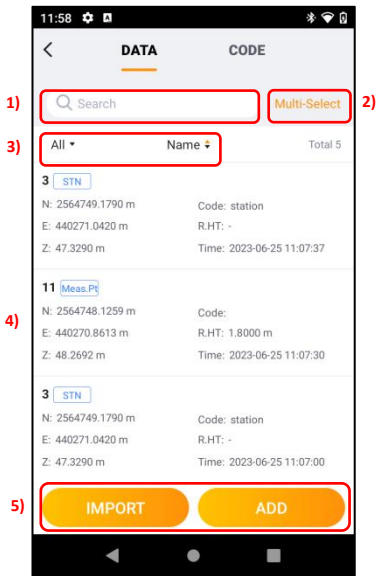 11:58 A
DATA CODE
1) Search Multi-Select 2)
3) All Name Total 5
3 STN
N: 2564749.1790 m Code: station
E: 440271.0420 m R.HT: -
Z: 47.3290 m Time: 2023-06-25 11:07:37
11 Meas.Pt
N: 2564748.1259 m Code:
4) E: 440270.8613 m R.HT: 1.8000 m
Z: 48.2692 m Time: 2023-06-25 11:07:30
3 STN
N: 2564749.1790 m Code: station
E: 440271.0420 m R.HT: -
Z: 47.3290 m Time: 2023-06-25 11:07:00
5) IMPORT ADD